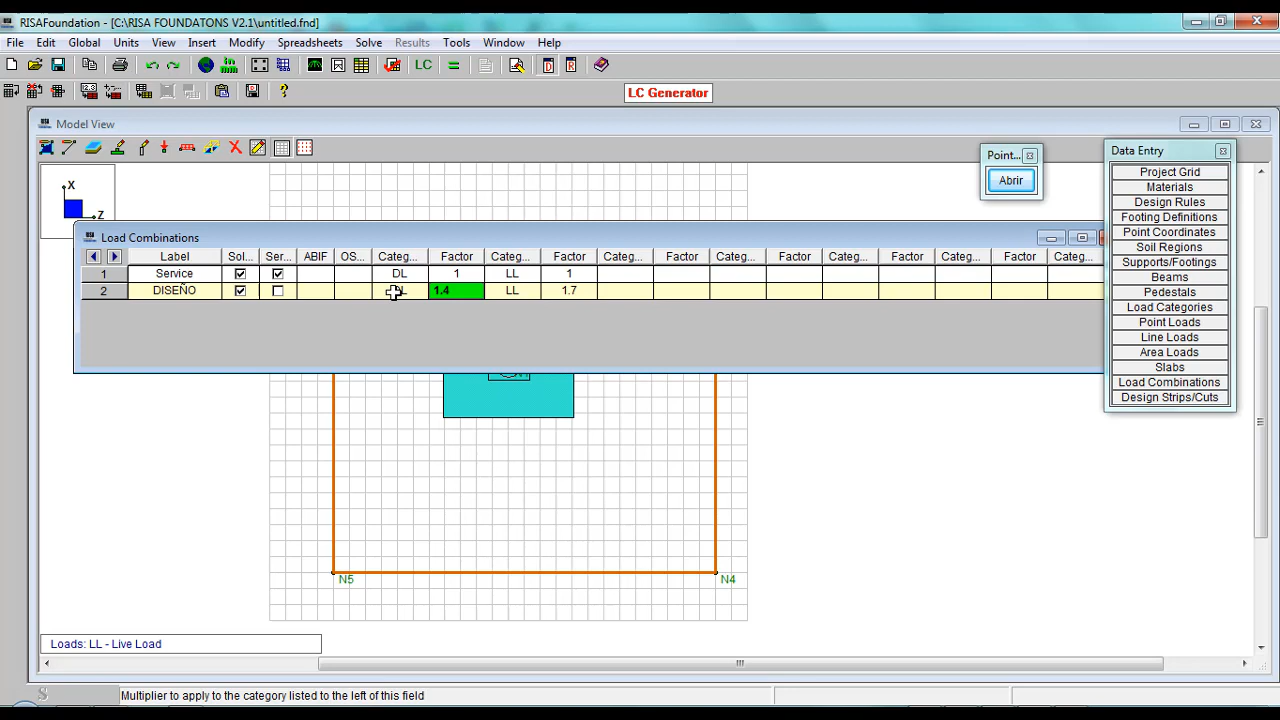 RISAFoundation - [C:\RISA FOUNDATONS V2.1\untitled.fnd]
File Edit Global Units View Insert Modify Spreadsheets Solve Results Tools Window Help
LC
LC Generator
Model View
X
Z
Point...
Abrir
Data Entry
Project Grid
Materials
Design Rules
Footing Definitions
Point Coordinates
Soil Regions
Supports/Footings
Beams
Pedestals
Load Categories
Point Loads
Line Loads
Area Loads
Slabs
Load Combinations
Design Strips/Cuts
Load Combinations
Label Sol... Ser... ABIF OS... Categ... Factor Categ... Factor Categ... Factor Categ... Factor Categ... Factor Categ... Factor Categ...
1 Service DL 1 LL 1
2 DISEÑO 1.4 LL 1.7
N5 N4
Loads: LL - Live Load
Multiplier to apply to the category listed to the left of this field